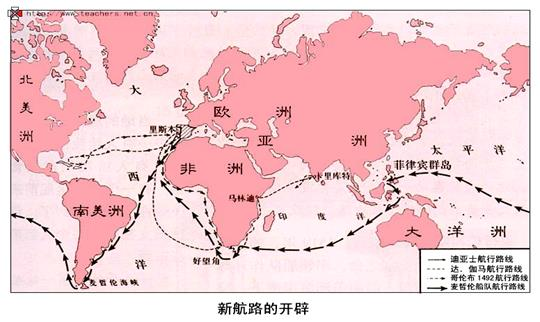 http://www.teachers.net.cn
北美洲
大
西
洋
欧洲
亚洲
里斯本
非洲
马林迪
卡里库特
菲律宾群岛
太平洋
印度洋
南美洲
大洋洲
好望角
麦哲伦海峡
迪亚士航行路线
达.伽马航行路线
哥伦布1492航行路线
麦哲伦船队航行路线
新航路的开辟